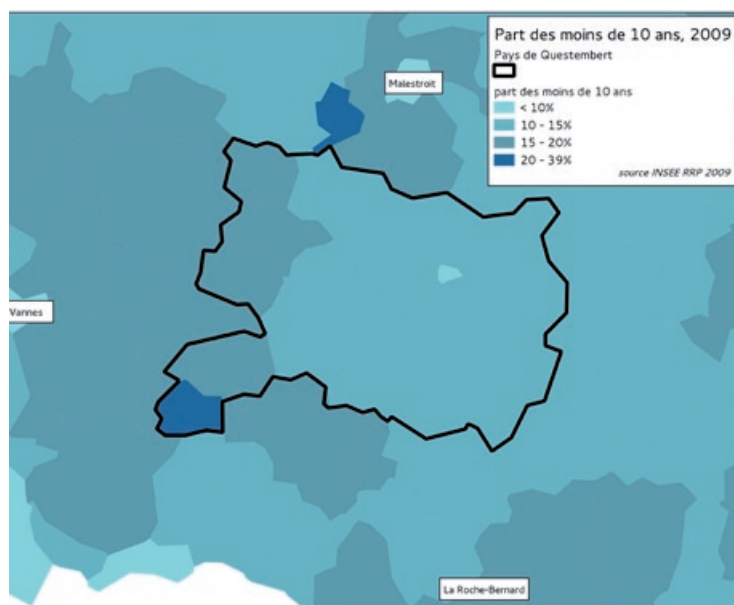 Part des moins de 10 ans, 2009
Pays de Questembert
part des moins de 10 ans
< 10%
10 - 15%
15 - 20%
20 - 39%
source INSEE RRP 2009
Malestroit
Vannes
La Roche-Bernard